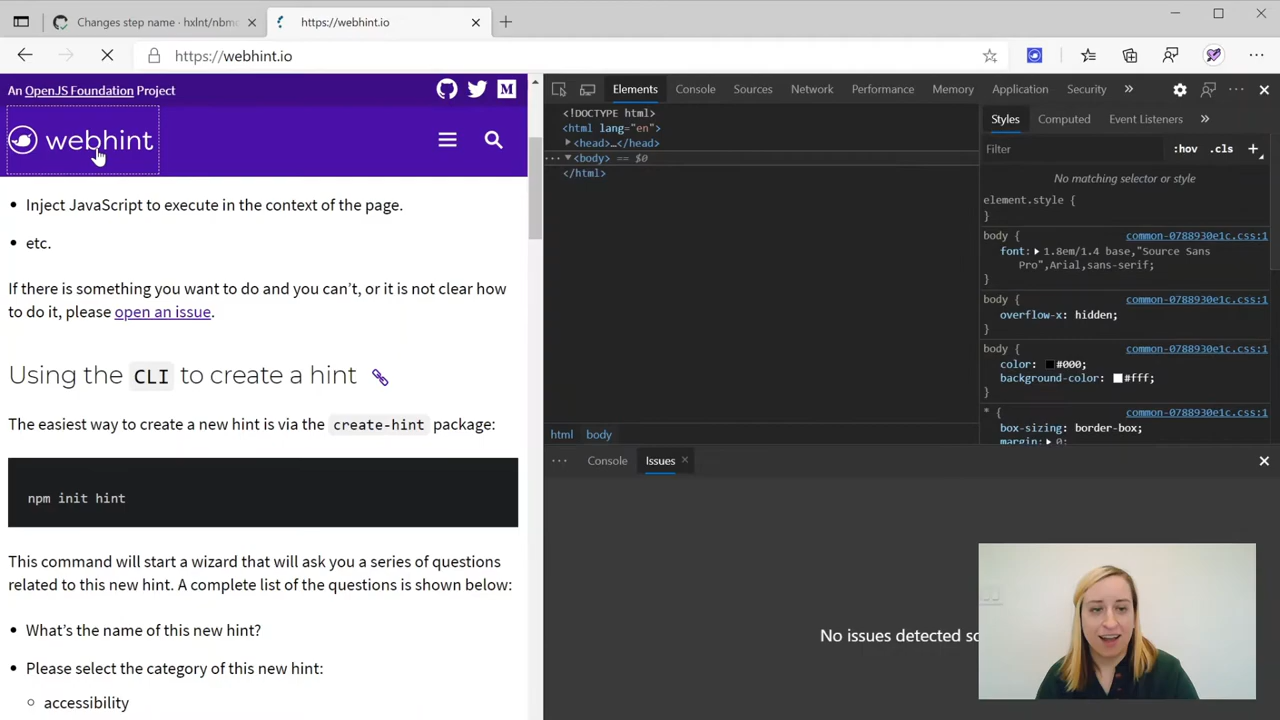 Changes step name · hxlnt/nbmc
https://webhint.io
https://webhint.io
An OpenJS Foundation Project
webhint
Inject JavaScript to execute in the context of the page.
etc.
If there is something you want to do and you can't, or it is not clear how
to do it, please open an issue.
Using the CLI to create a hint
The easiest way to create a new hint is via the create-hint package:
npm init hint
This command will start a wizard that will ask you a series of questions
related to this new hint. A complete list of the questions is shown below:
What's the name of this new hint?
Please select the category of this new hint:
accessibility
Elements Console Sources Network Performance Memory Application Security
<!DOCTYPE html>
<html lang="en">
<head>…</head>
<body> == $0
</html>
html body
Styles Computed Event Listeners
Filter :hov .cls
No matching selector or style
element.style {
}
body { common-0788930e1c.css:1
font: 1.8em/1.4 base,"Source Sans
Pro",Arial,sans-serif;
}
body { common-0788930e1c.css:1
overflow-x: hidden;
}
body { common-0788930e1c.css:1
color: #000;
background-color: #fff;
}
* { common-0788930e1c.css:1
box-sizing: border-box;
margin: 0;
Console Issues
No issues detected so